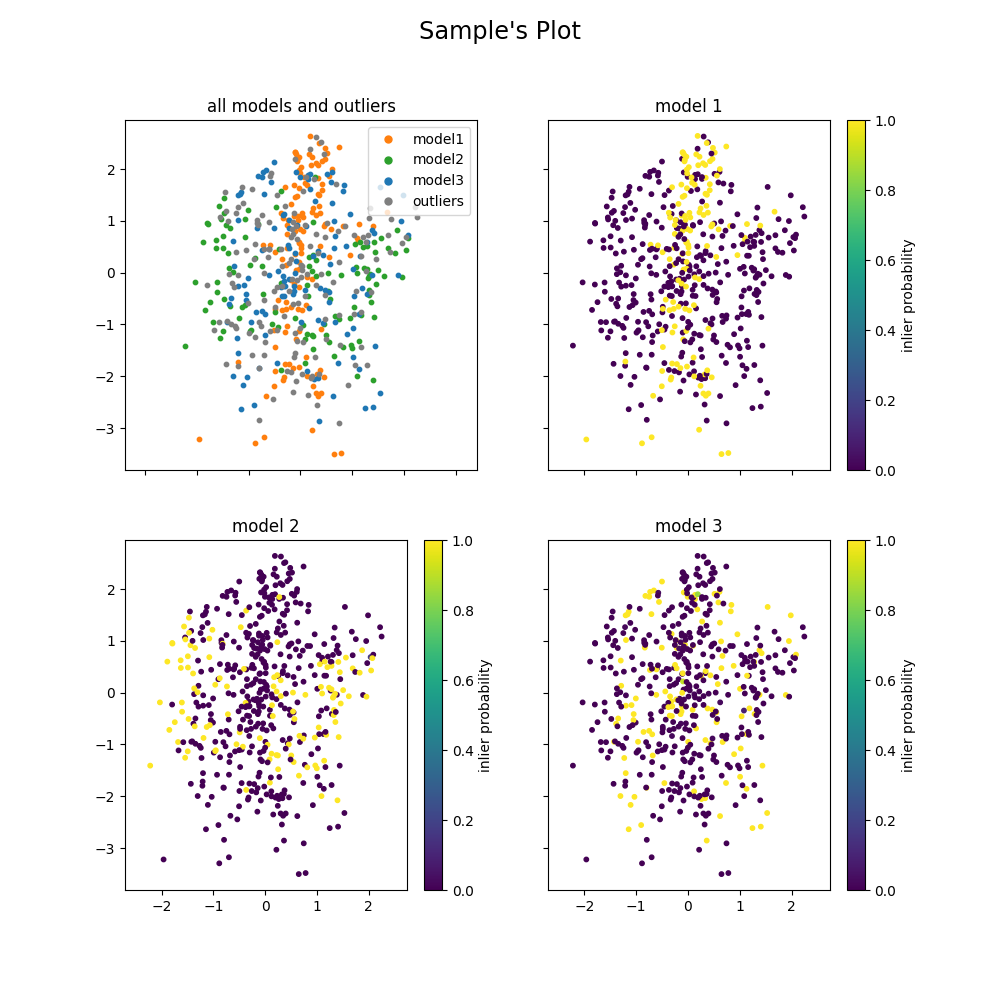 Sample's Plot
all models and outliers
model1
model2
model3
outliers
2
1
0
−1
−2
−3
model 1
1.0
0.8
0.6
0.4
0.2
0.0
inlier probability
model 2
2
1
0
−1
−2
−3
−2 −1 0 1 2
1.0
0.8
0.6
0.4
0.2
0.0
inlier probability
model 3
−2 −1 0 1 2
1.0
0.8
0.6
0.4
0.2
0.0
inlier probability